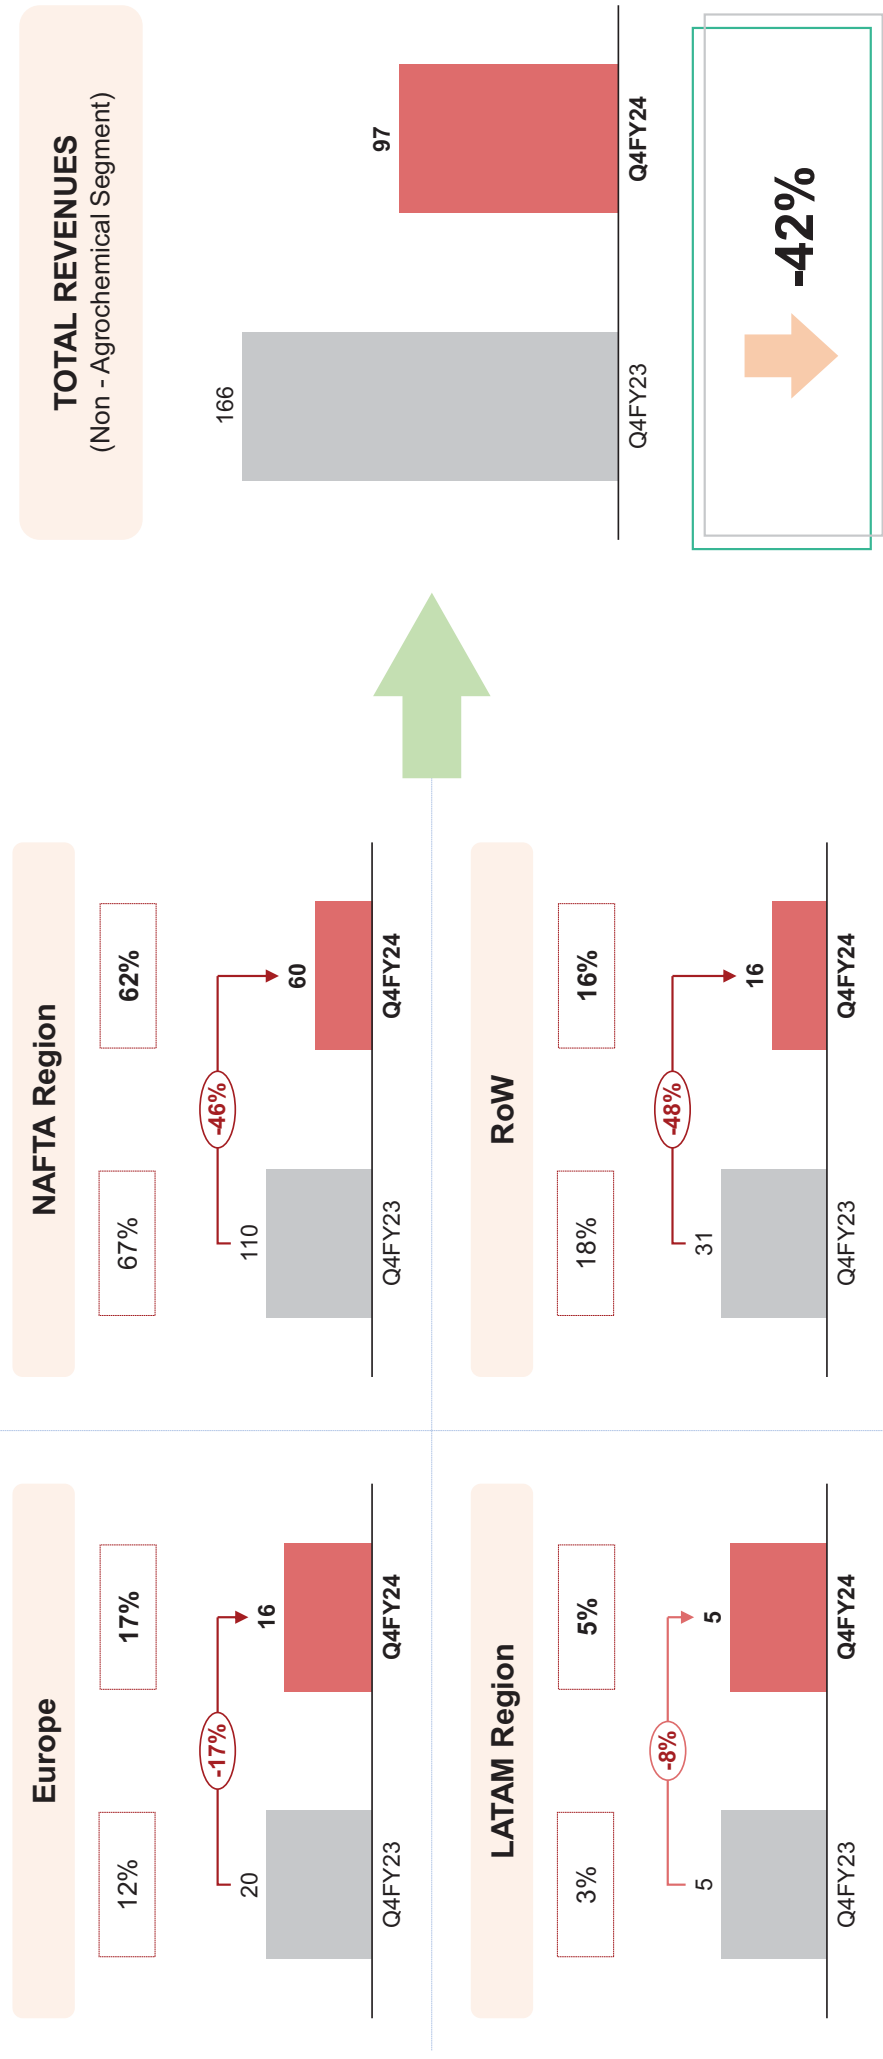 Europe
12%
17%
-17%
20
16
Q4FY23
Q4FY24
NAFTA Region
67%
62%
-46%
110
60
Q4FY23
Q4FY24
LATAM Region
3%
5%
-8%
5
5
Q4FY23
Q4FY24
RoW
18%
16%
-48%
31
16
Q4FY23
Q4FY24
TOTAL REVENUES
(Non - Agrochemical Segment)
166
97
Q4FY23
Q4FY24
-42%